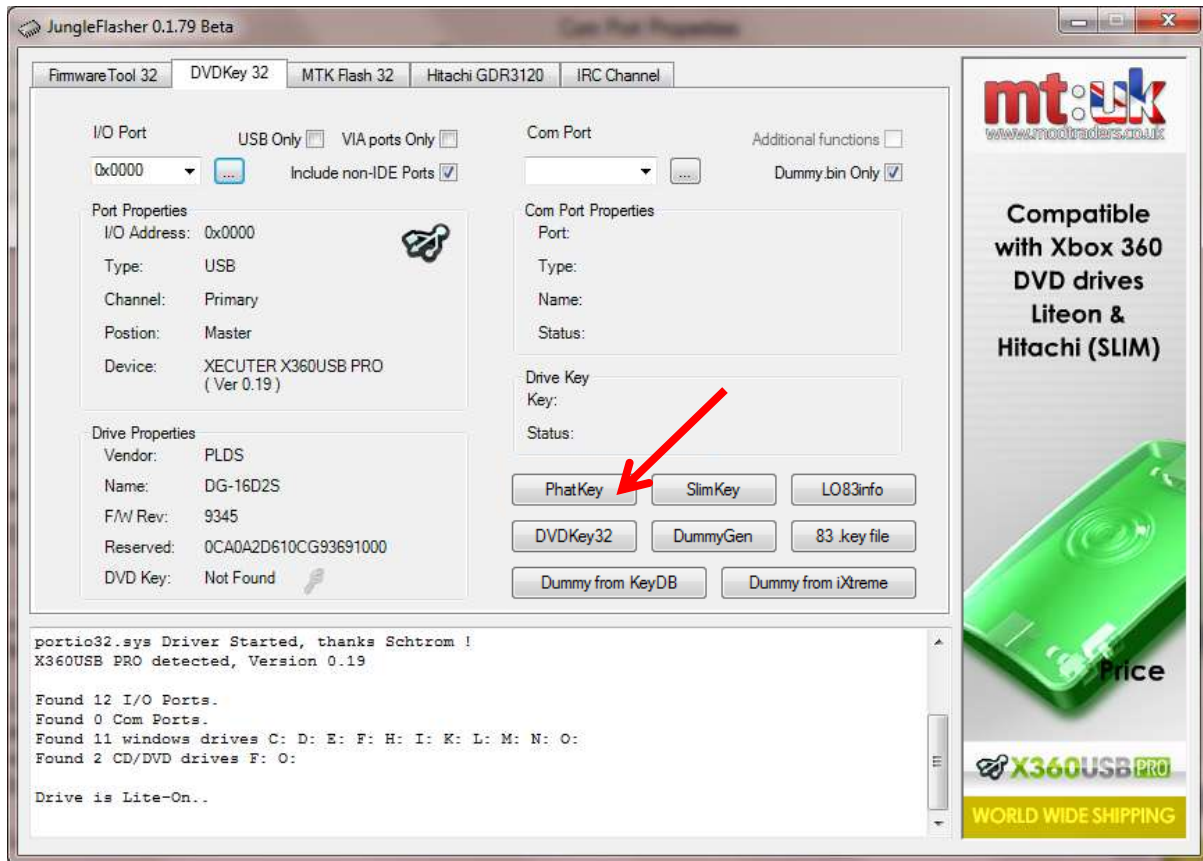 JungleFlasher 0.1.79 Beta
FirmwareTool 32 DVDKey 32 MTK Flash 32 Hitachi GDR3120 IRC Channel
I/O Port USB Only VIA ports Only
0x0000 ... Include non-IDE Ports
Com Port Additional functions
... Dummy.bin Only
Port Properties
I/O Address: 0x0000
Type: USB
Channel: Primary
Postion: Master
Device: XECUTER X360USB PRO
( Ver 0.19 )
Com Port Properties
Port:
Type:
Name:
Status:
Drive Key
Key:
Status:
Drive Properties
Vendor: PLDS
Name: DG-16D2S
F/W Rev: 9345
Reserved: 0CA0A2D610CG93691000
DVD Key: Not Found
PhatKey SlimKey LO83info
DVDKey32 DummyGen 83 .key file
Dummy from KeyDB Dummy from iXtreme
portio32.sys Driver Started, thanks Schtrom !
X360USB PRO detected, Version 0.19
Found 12 I/O Ports.
Found 0 Com Ports.
Found 11 windows drives C: D: E: F: H: I: K: L: M: N: O:
Found 2 CD/DVD drives F: O:
Drive is Lite-On..
mt:uk
www.modtraders.co.uk
Compatible
with Xbox 360
DVD drives
Liteon &
Hitachi (SLIM)
Price
X360USB PRO
WORLD WIDE SHIPPING